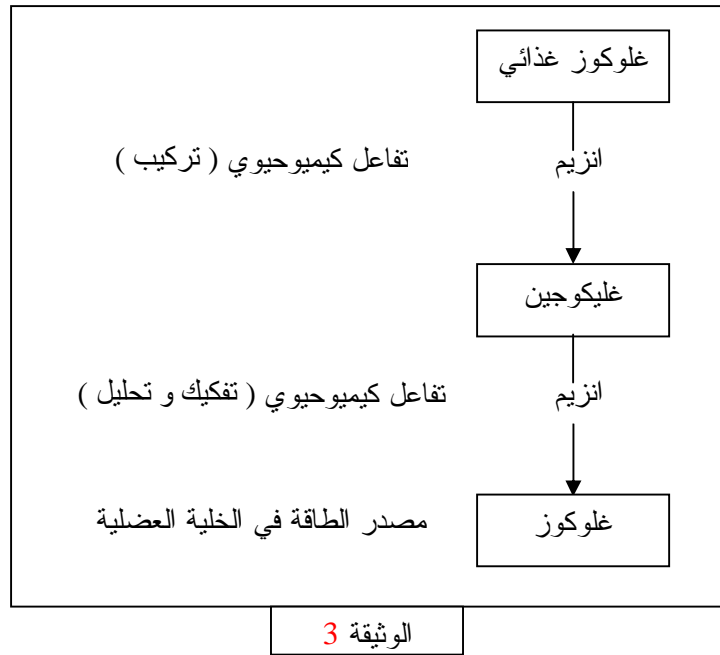 غلوكوز غذائي
انزيم
تفاعل كيميوحيوي ( تركيب )
غليكوجين
انزيم
تفاعل كيميوحيوي ( تفكيك و تحليل )
غلوكوز
مصدر الطاقة في الخلية العضلية
الوثيقة 3